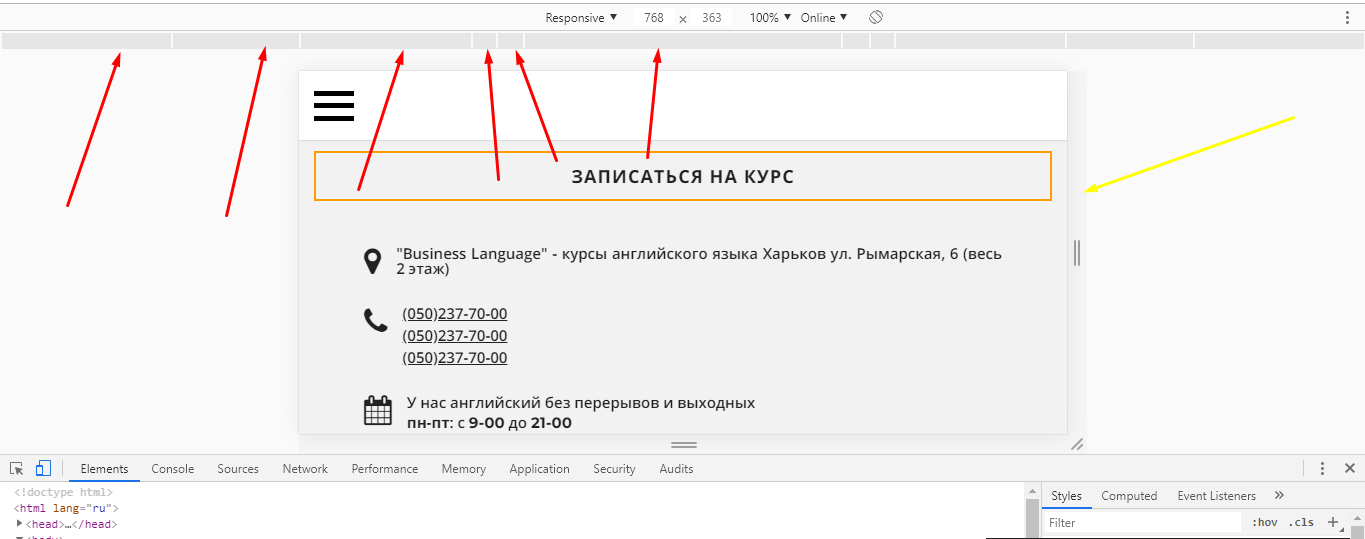 Responsive ▼ 768 × 363 100% ▼ Online ▼
ЗАПИСАТЬСЯ НА КУРС
"Business Language" - курсы английского языка Харьков ул. Рымарская, 6 (весь
2 этаж)
(050)237-70-00
(050)237-70-00
(050)237-70-00
У нас английский без перерывов и выходных
пн-пт: с 9-00 до 21-00
Elements Console Sources Network Performance Memory Application Security Audits
<!doctype html>
<html lang="ru">
<head>…</head>
<body>
Styles Computed Event Listeners »
Filter :hov .cls +